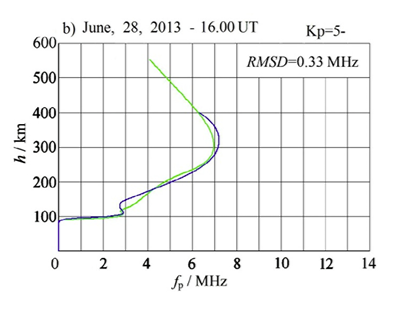 b) June, 28, 2013 - 16.00 UT
Kp=5-
RMSD=0.33 MHz
600
500
400
300
200
100
h / km
0 2 4 6 8 10 12 14
fp / MHz